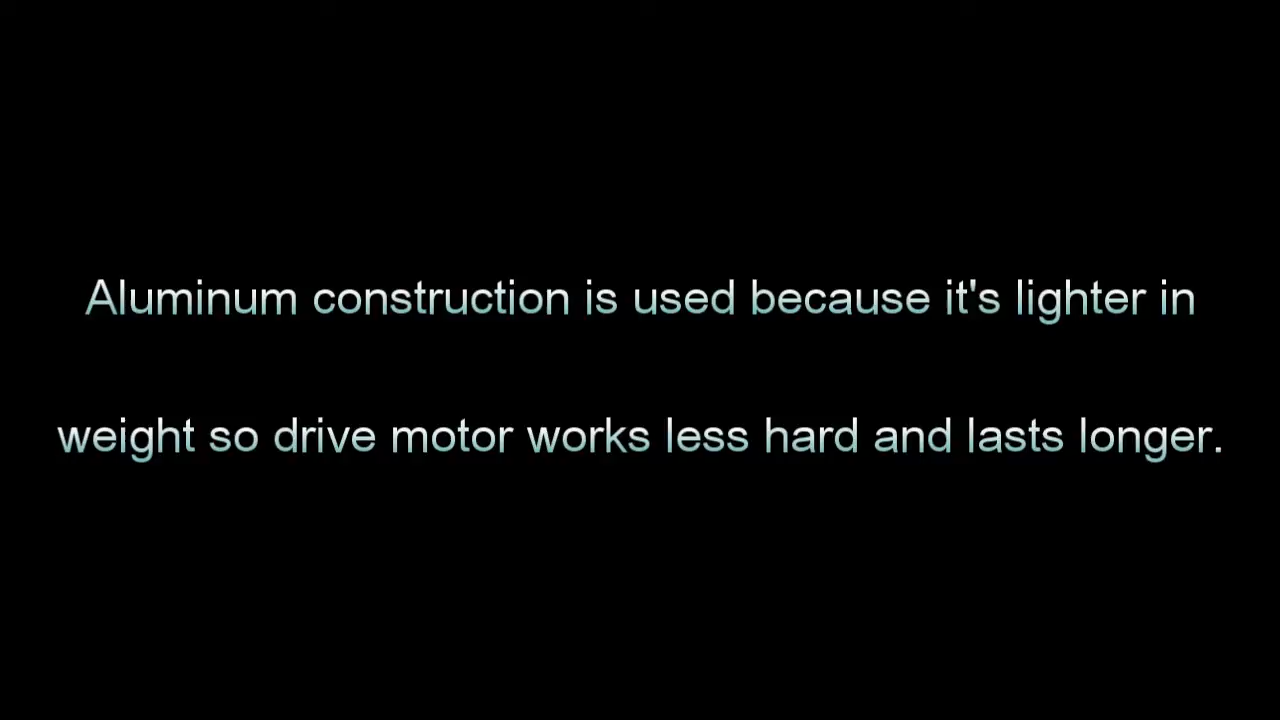 Aluminum construction is used because it's lighter in
weight so drive motor works less hard and lasts longer.